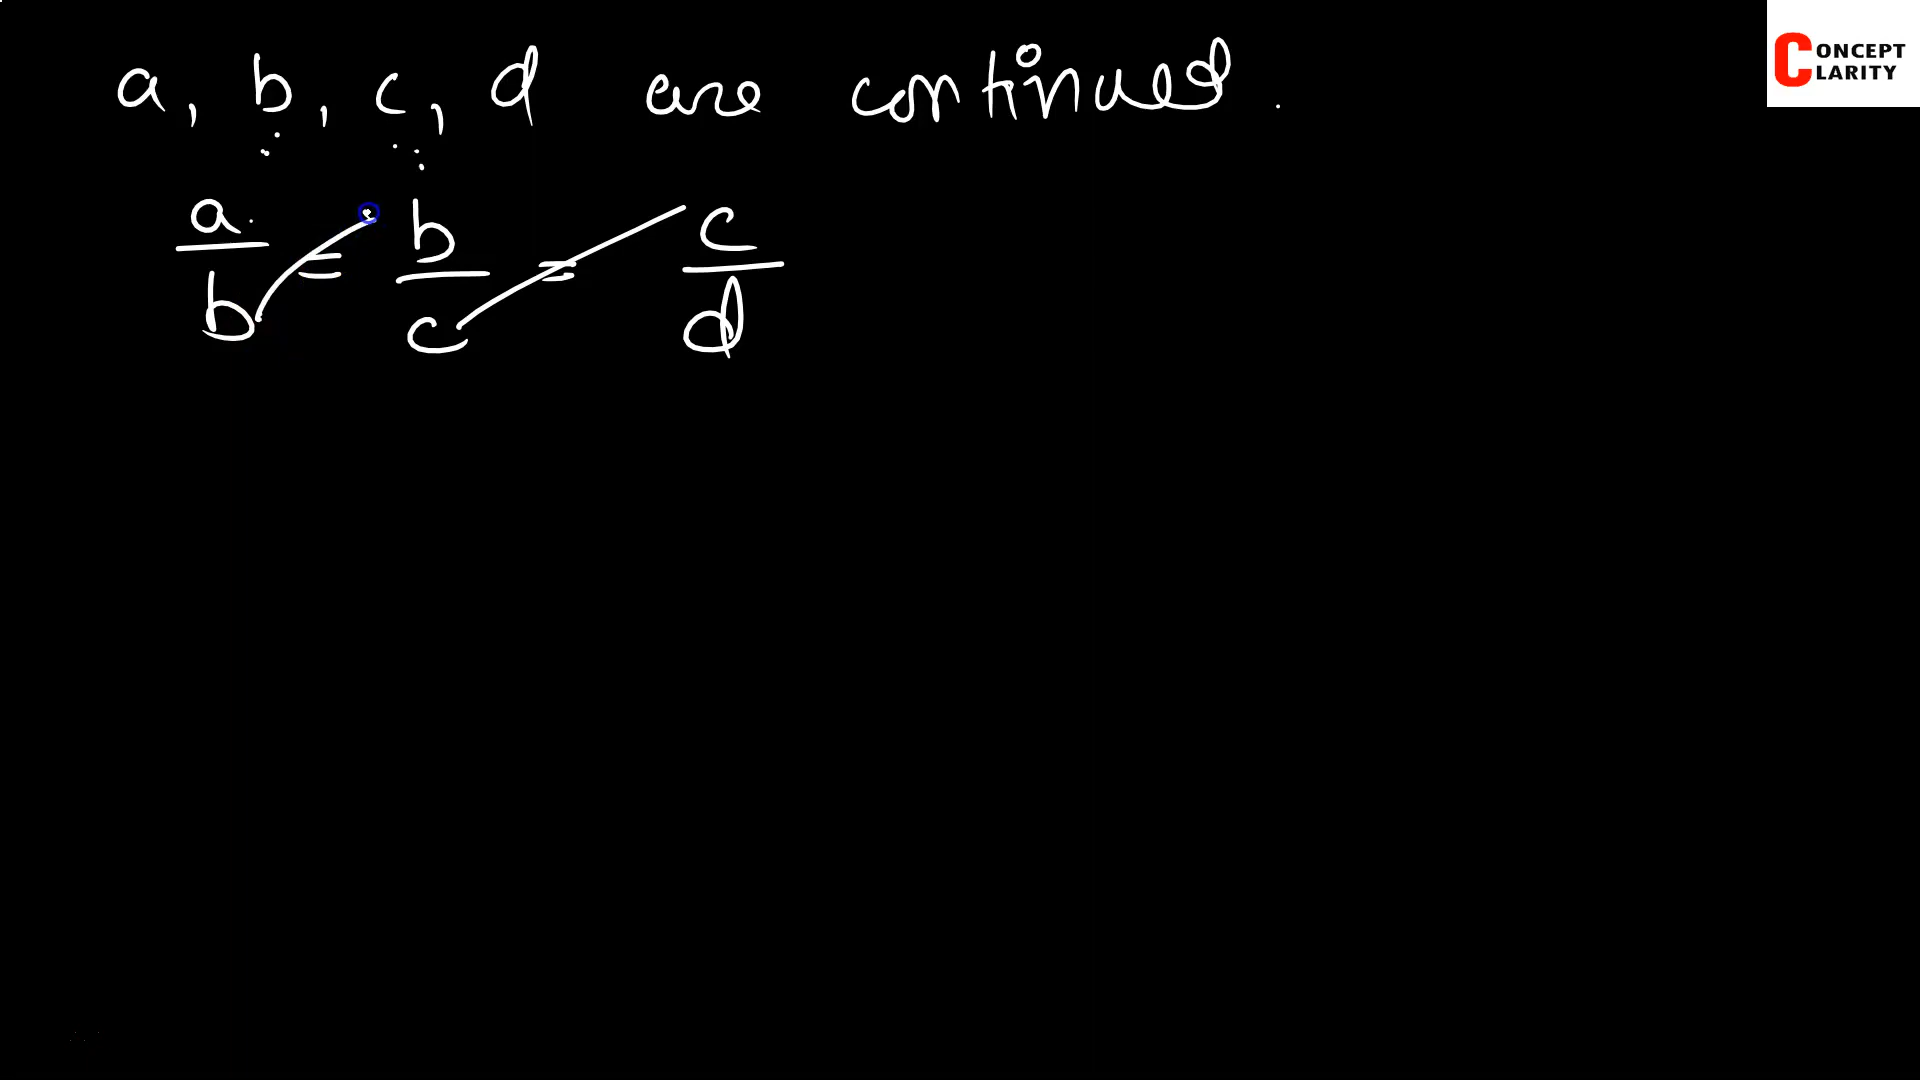 a, b, c, d are continued.
a/b = b/c = c/d
CONCEPT
CLARITY